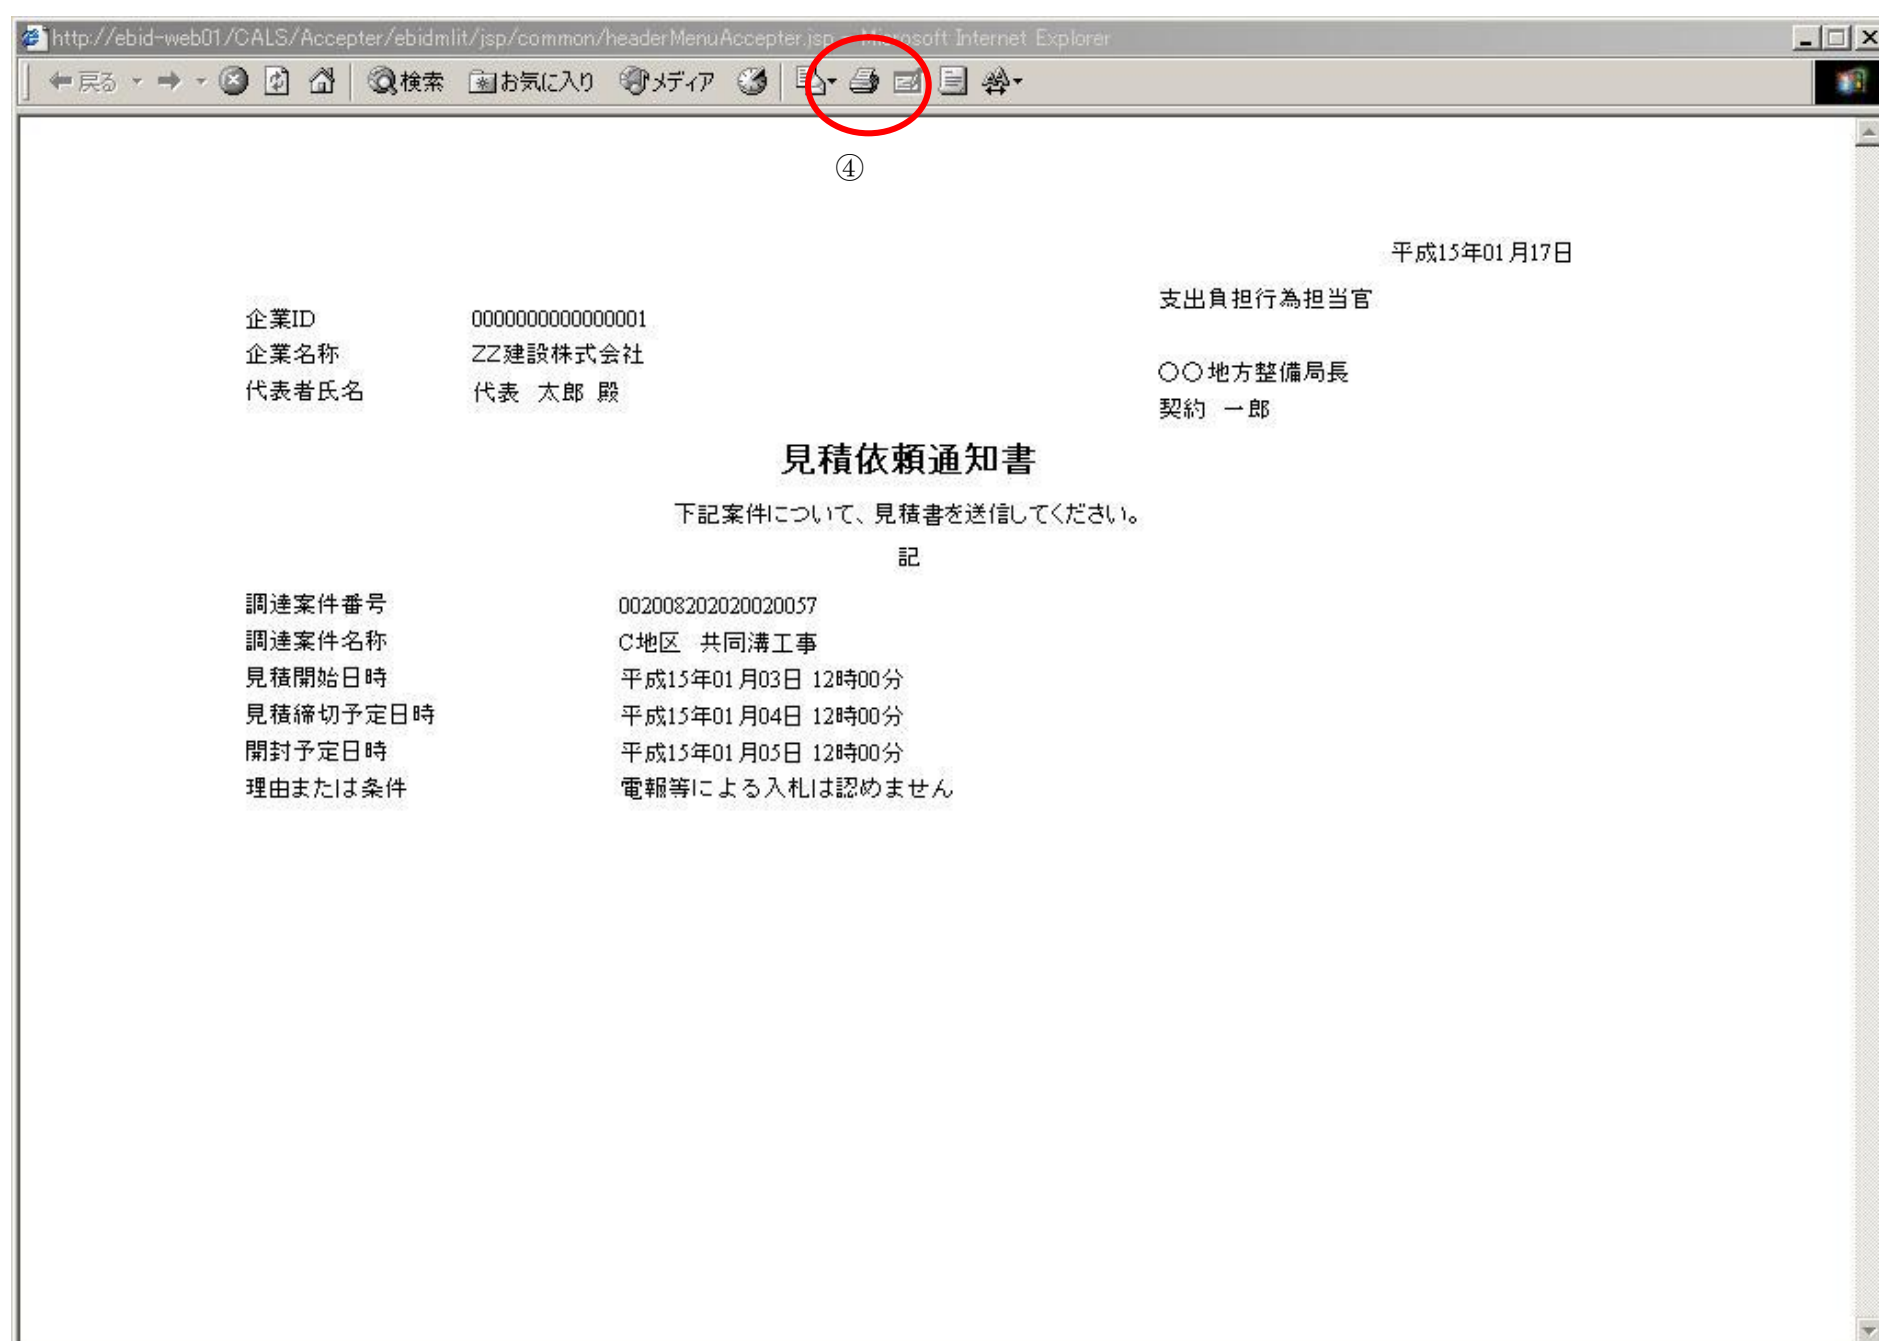 http://ebid-web01/CALS/Accepter/ebidmlit/jsp/common/headerMenuAccepter.jsp - Microsoft Internet Explorer
戻る 検索 お気に入り メディア
④
平成15年01月17日
支出負担行為担当官
企業ID 0000000000000001
企業名称 ZZ建設株式会社
代表者氏名 代表 太郎 殿
〇〇地方整備局長
契約 一郎
見積依頼通知書
下記案件について、見積書を送信してください。
記
調達案件番号 002008202020020057
調達案件名称 C地区 共同溝工事
見積開始日時 平成15年01月03日 12時00分
見積締切予定日時 平成15年01月04日 12時00分
開封予定日時 平成15年01月05日 12時00分
理由または条件 電報等による入札は認めません